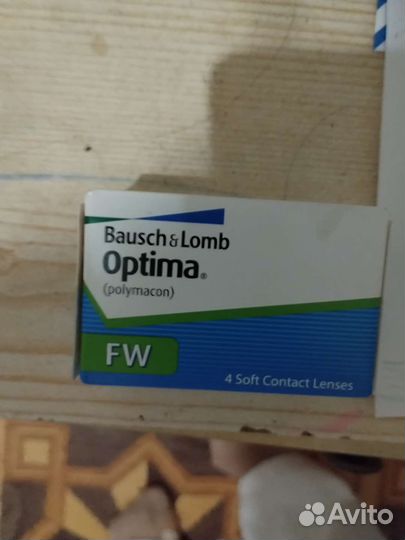 Bausch & Lomb
Optima®
(polymacon)
FW
4 Soft Contact Lenses
Avito